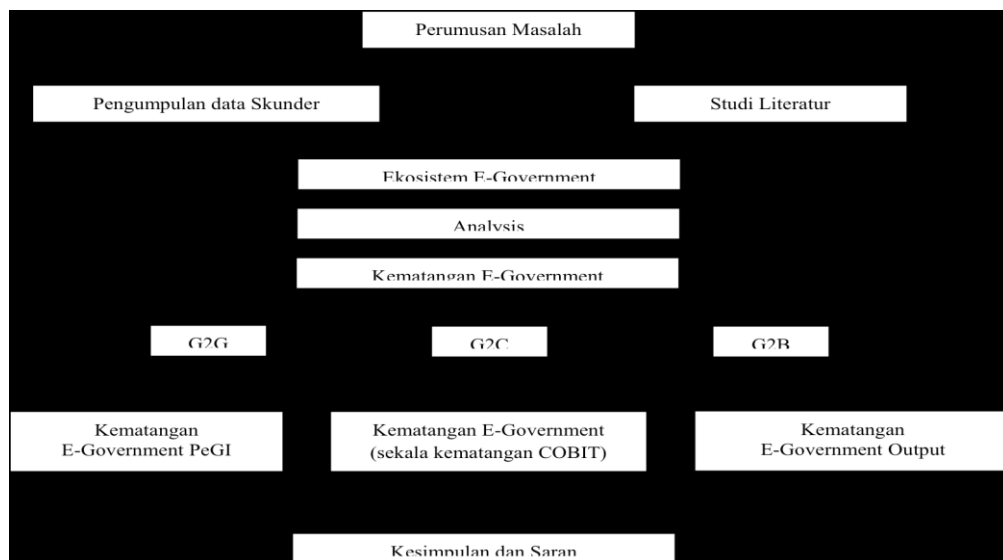 Perumusan Masalah
Pengumpulan data Skunder
Studi Literatur
Ekosistem E-Government
Analysis
Kematangan E-Government
G2G
G2C
G2B
Kematangan
E-Government PeGI
Kematangan E-Government
(sekala kematangan COBIT)
Kematangan
E-Government Output
Kesimpulan dan Saran